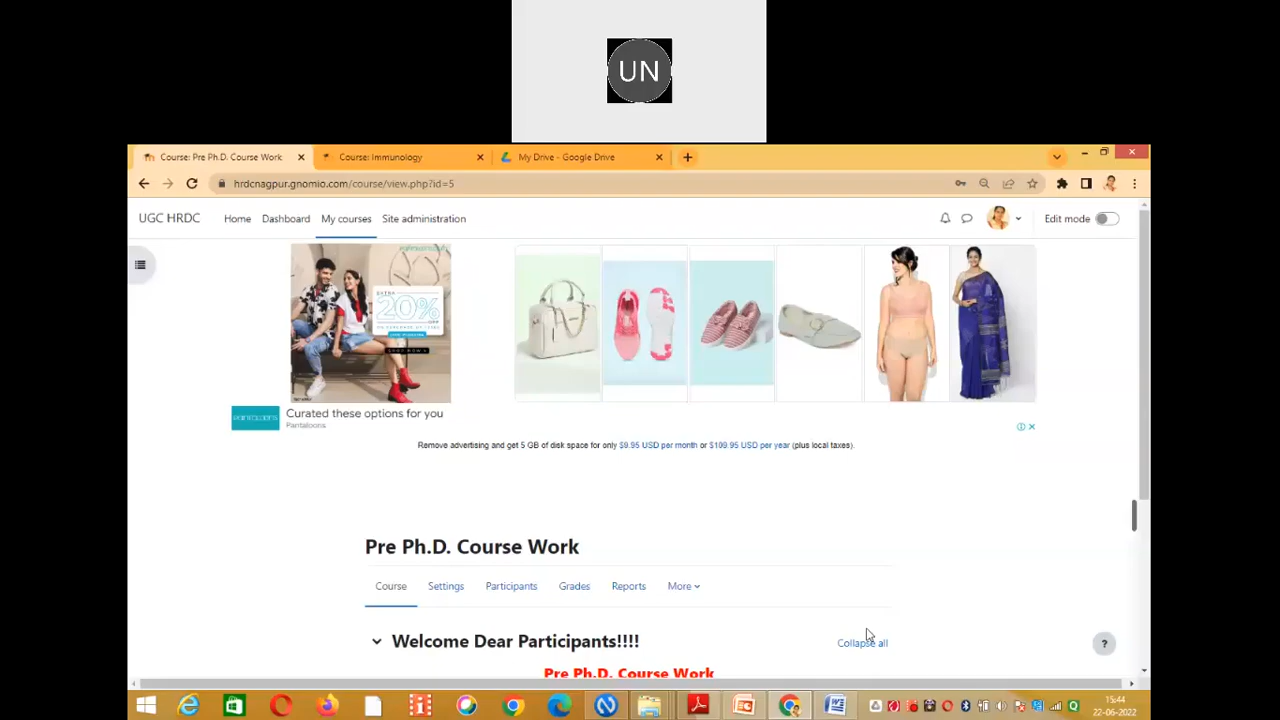 UN
Course: Pre Ph.D. Course Work
Course: Immunology
My Drive - Google Drive
hrdcnagpur.gnomio.com/course/view.php?id=5
UGC HRDC
Home
Dashboard
My courses
Site administration
Edit mode
EXTRA
20%
Curated these options for you
Pantaloons
Remove advertising and get 5 GB of disk space for only $9.95 USD per month or $109.95 USD per year (plus local taxes).
Pre Ph.D. Course Work
Course
Settings
Participants
Grades
Reports
More
Welcome Dear Participants!!!!
Collapse all
Pre Ph.D. Course Work
?
15:44
22-06-2022